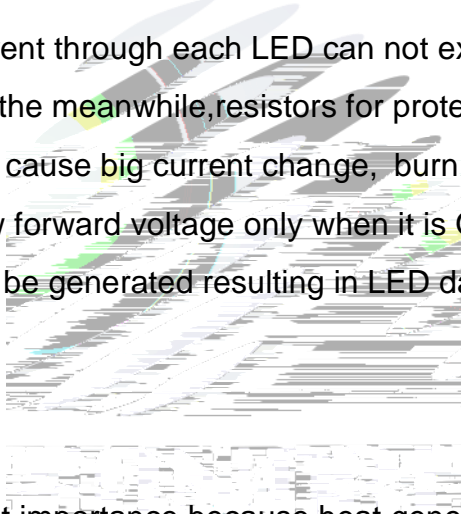 ent through each LED can not ex
the meanwhile,resistors for prote
cause big current change, burn
forward voltage only when it is
be generated resulting in LED da
t importance because heat gene